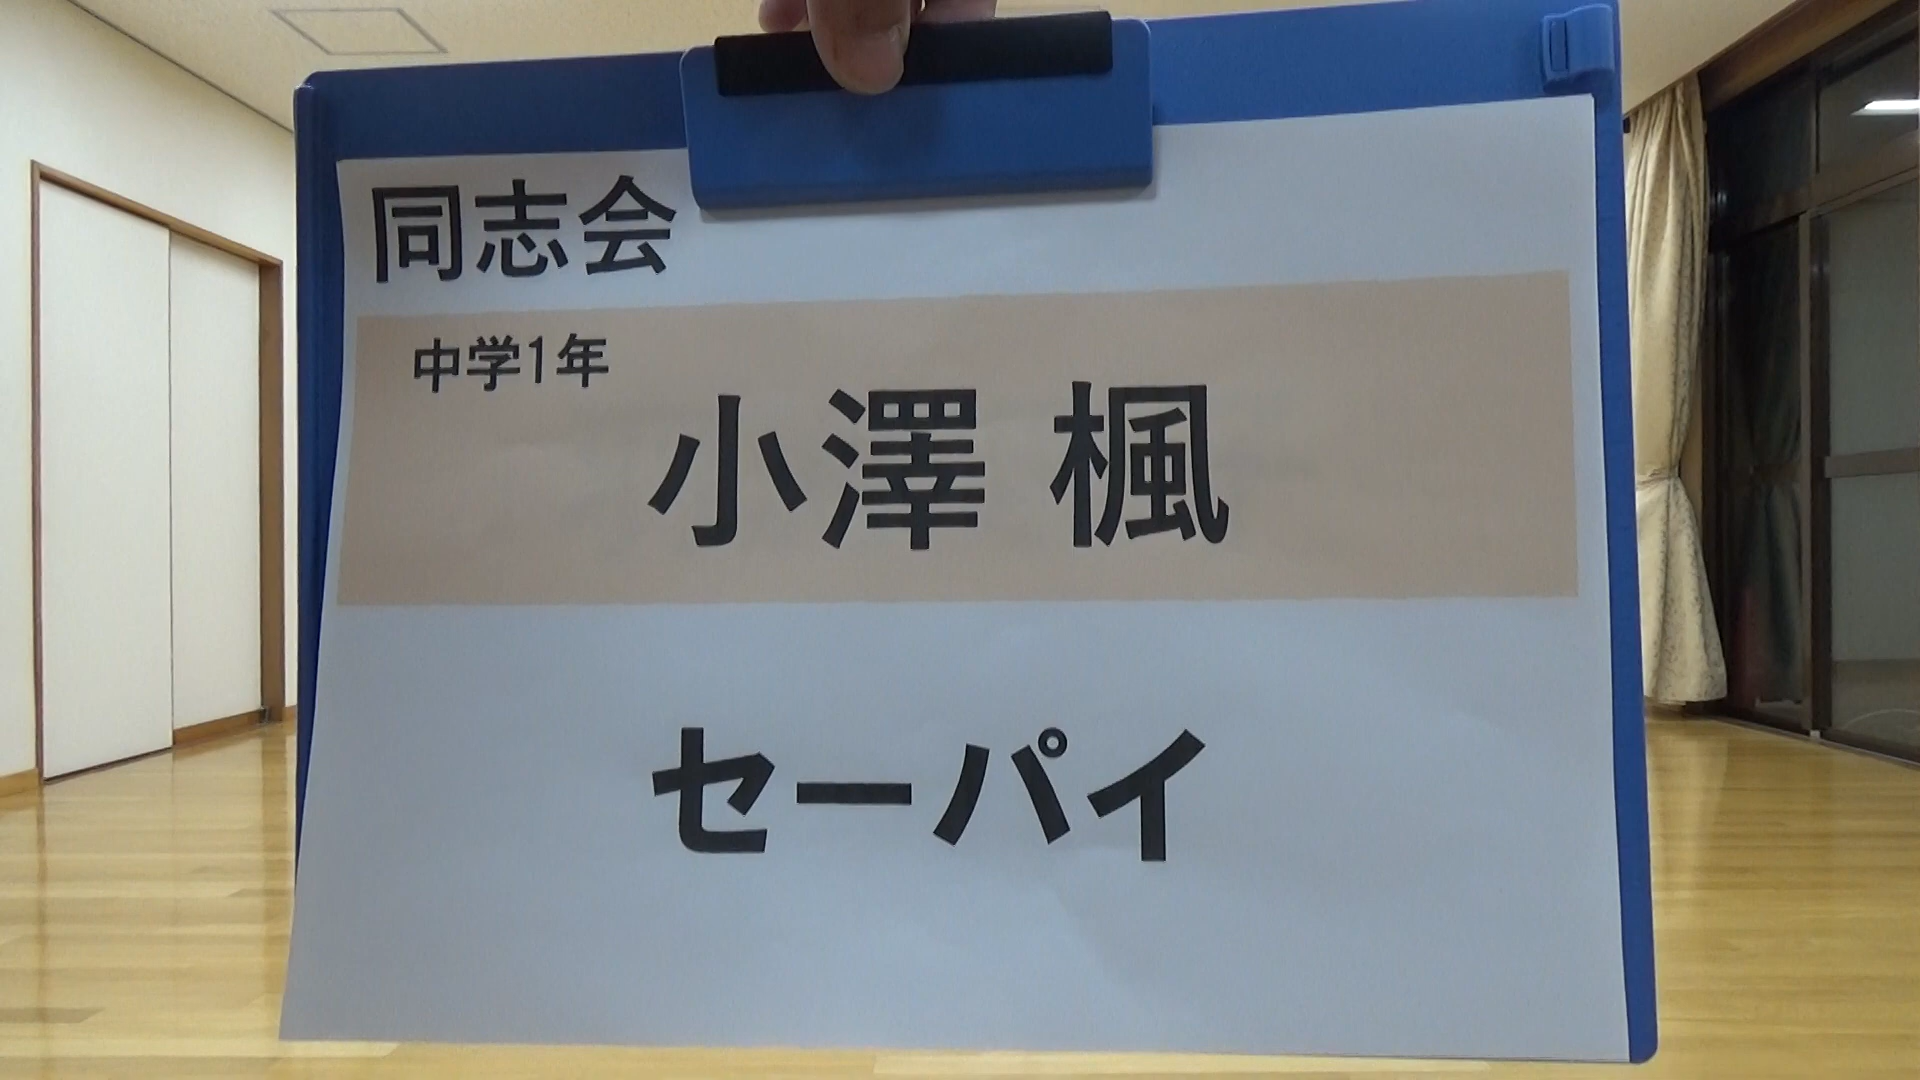 同志会
中学1年
小澤 楓
セーパイ